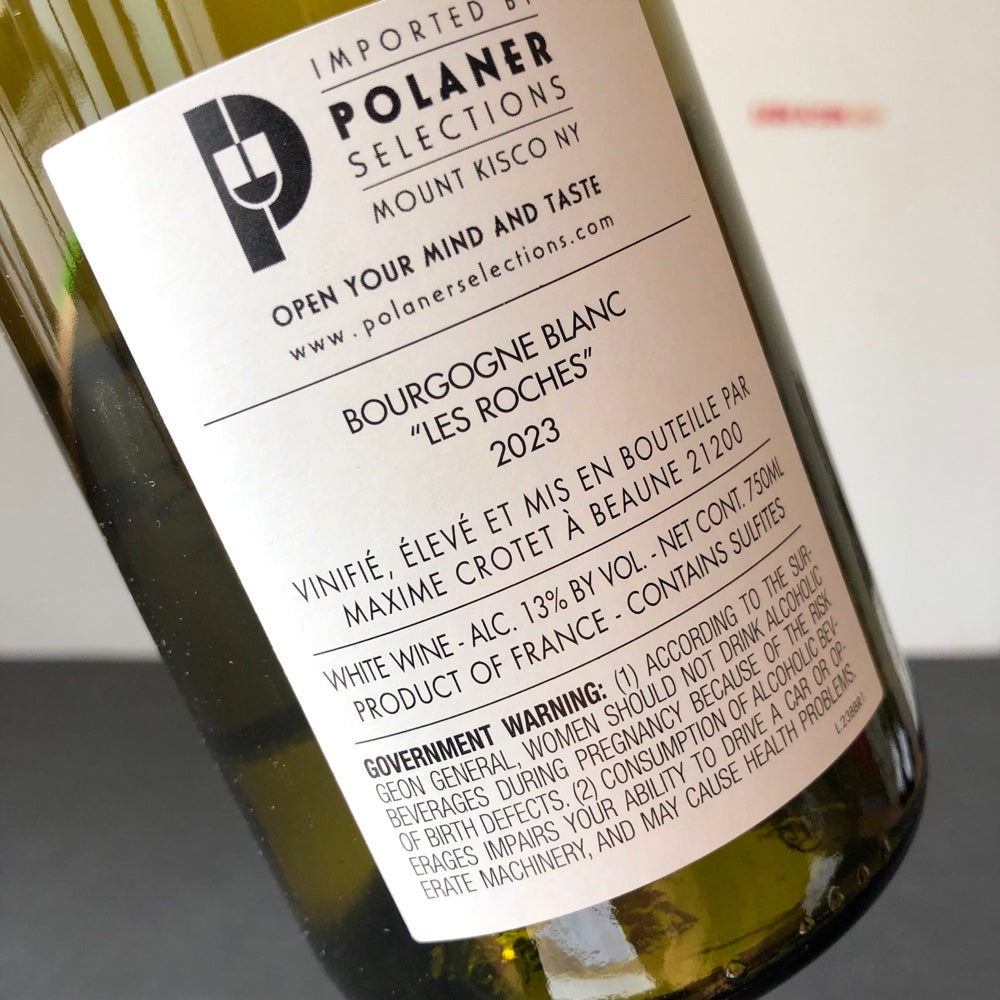 IMPORTED BY
POLANER
SELECTIONS
MOUNT KISCO NY
OPEN YOUR MIND AND TASTE
www.polanerselections.com
BOURGOGNE BLANC
"LES ROCHES"
2023
VINIFIÉ, ÉLEVÉ ET MIS EN BOUTEILLE PAR
MAXIME CROTET À BEAUNE 21200
WHITE WINE - ALC. 13% BY VOL. - NET CONT. 750ML
PRODUCT OF FRANCE - CONTAINS SULFITES
GOVERNMENT WARNING: (1) ACCORDING TO THE SUR-
GEON GENERAL, WOMEN SHOULD NOT DRINK ALCOHOLIC
BEVERAGES DURING PREGNANCY BECAUSE OF THE RISK
OF BIRTH DEFECTS. (2) CONSUMPTION OF ALCOHOLIC BEV-
ERAGES IMPAIRS YOUR ABILITY TO DRIVE A CAR OR OP-
ERATE MACHINERY, AND MAY CAUSE HEALTH PROBLEMS.